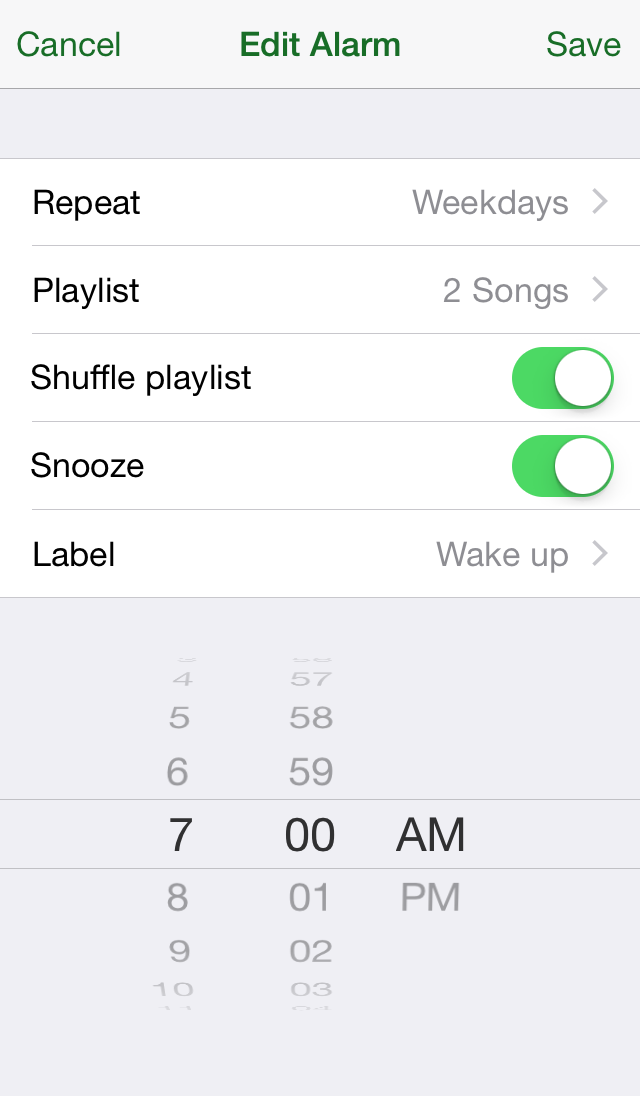 Cancel Edit Alarm Save
Repeat Weekdays
Playlist 2 Songs
Shuffle playlist
Snooze
Label Wake up
4 57
5 58
6 59
7 00 AM
8 01 PM
9 02
10 03